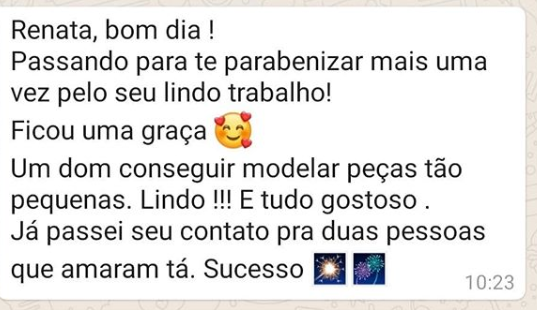 Renata, bom dia !
Passando para te parabenizar mais uma
vez pelo seu lindo trabalho!
Ficou uma graça 🥰
Um dom conseguir modelar peças tão
pequenas. Lindo !!! E tudo gostoso .
Já passei seu contato pra duas pessoas
que amaram tá. Sucesso 🎇🎆
10:23